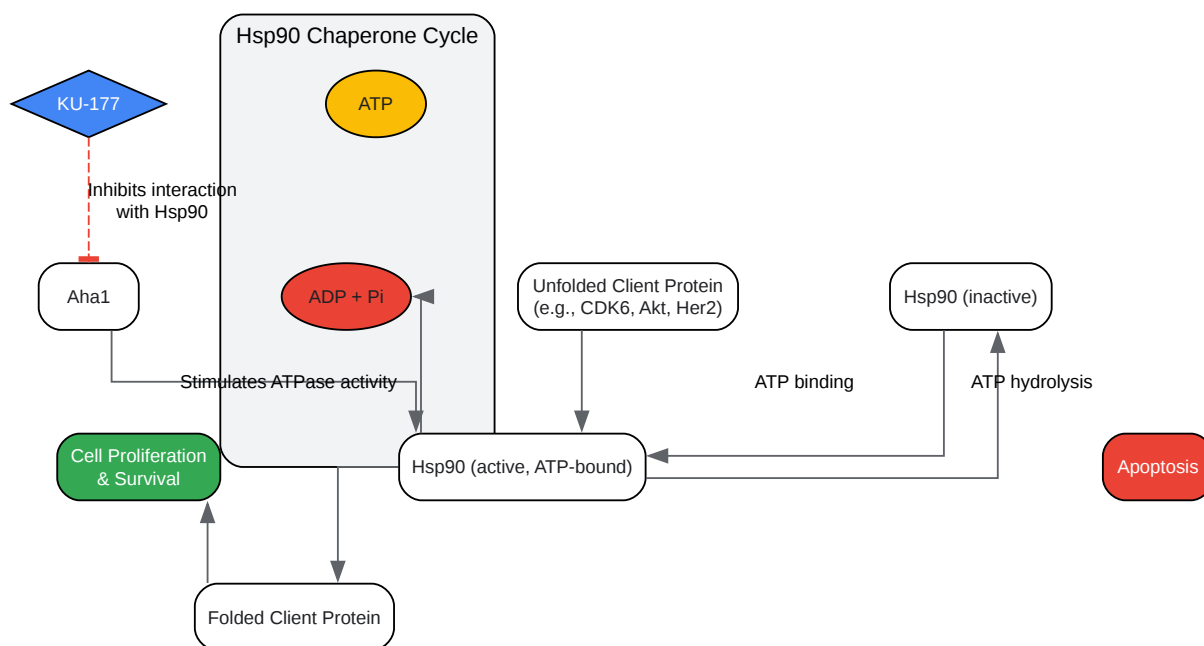 Hsp90 Chaperone Cycle
KU-177
ATP
Inhibits interaction
with Hsp90
Aha1
ADP + Pi
Unfolded Client Protein
(e.g., CDK6, Akt, Her2)
Hsp90 (inactive)
Stimulates ATPase activity
ATP binding
ATP hydrolysis
Cell Proliferation
& Survival
Hsp90 (active, ATP-bound)
Apoptosis
Folded Client Protein